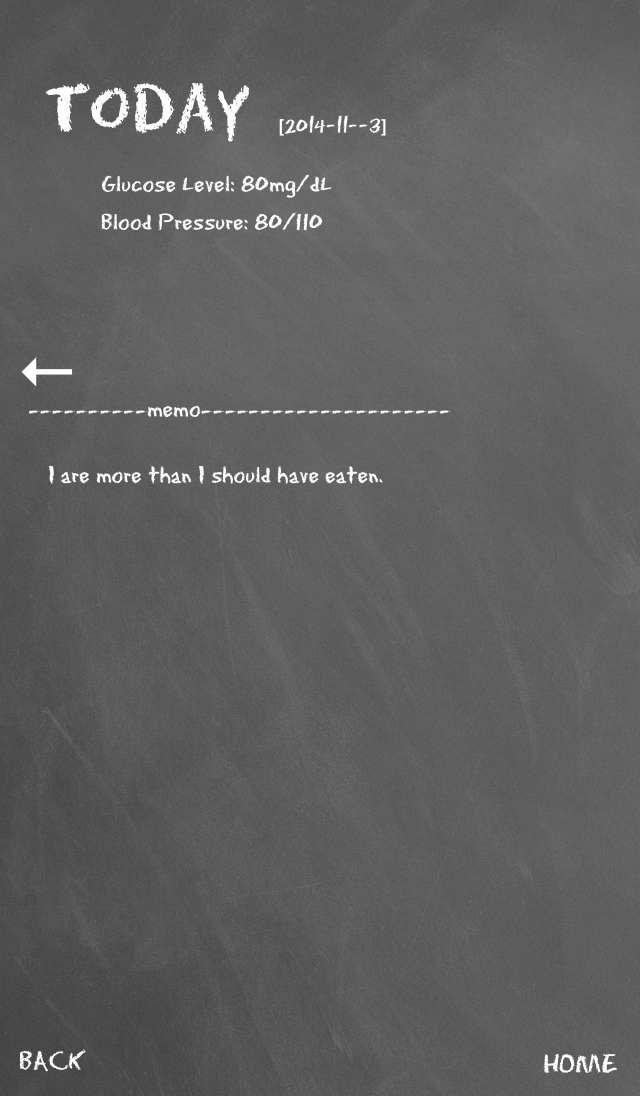 TODAY [2014-11--3]
Glucose Level: 80mg/dL
Blood Pressure: 80/110
----------memo---------------------
I are more than I should have eaten.
BACK HOME